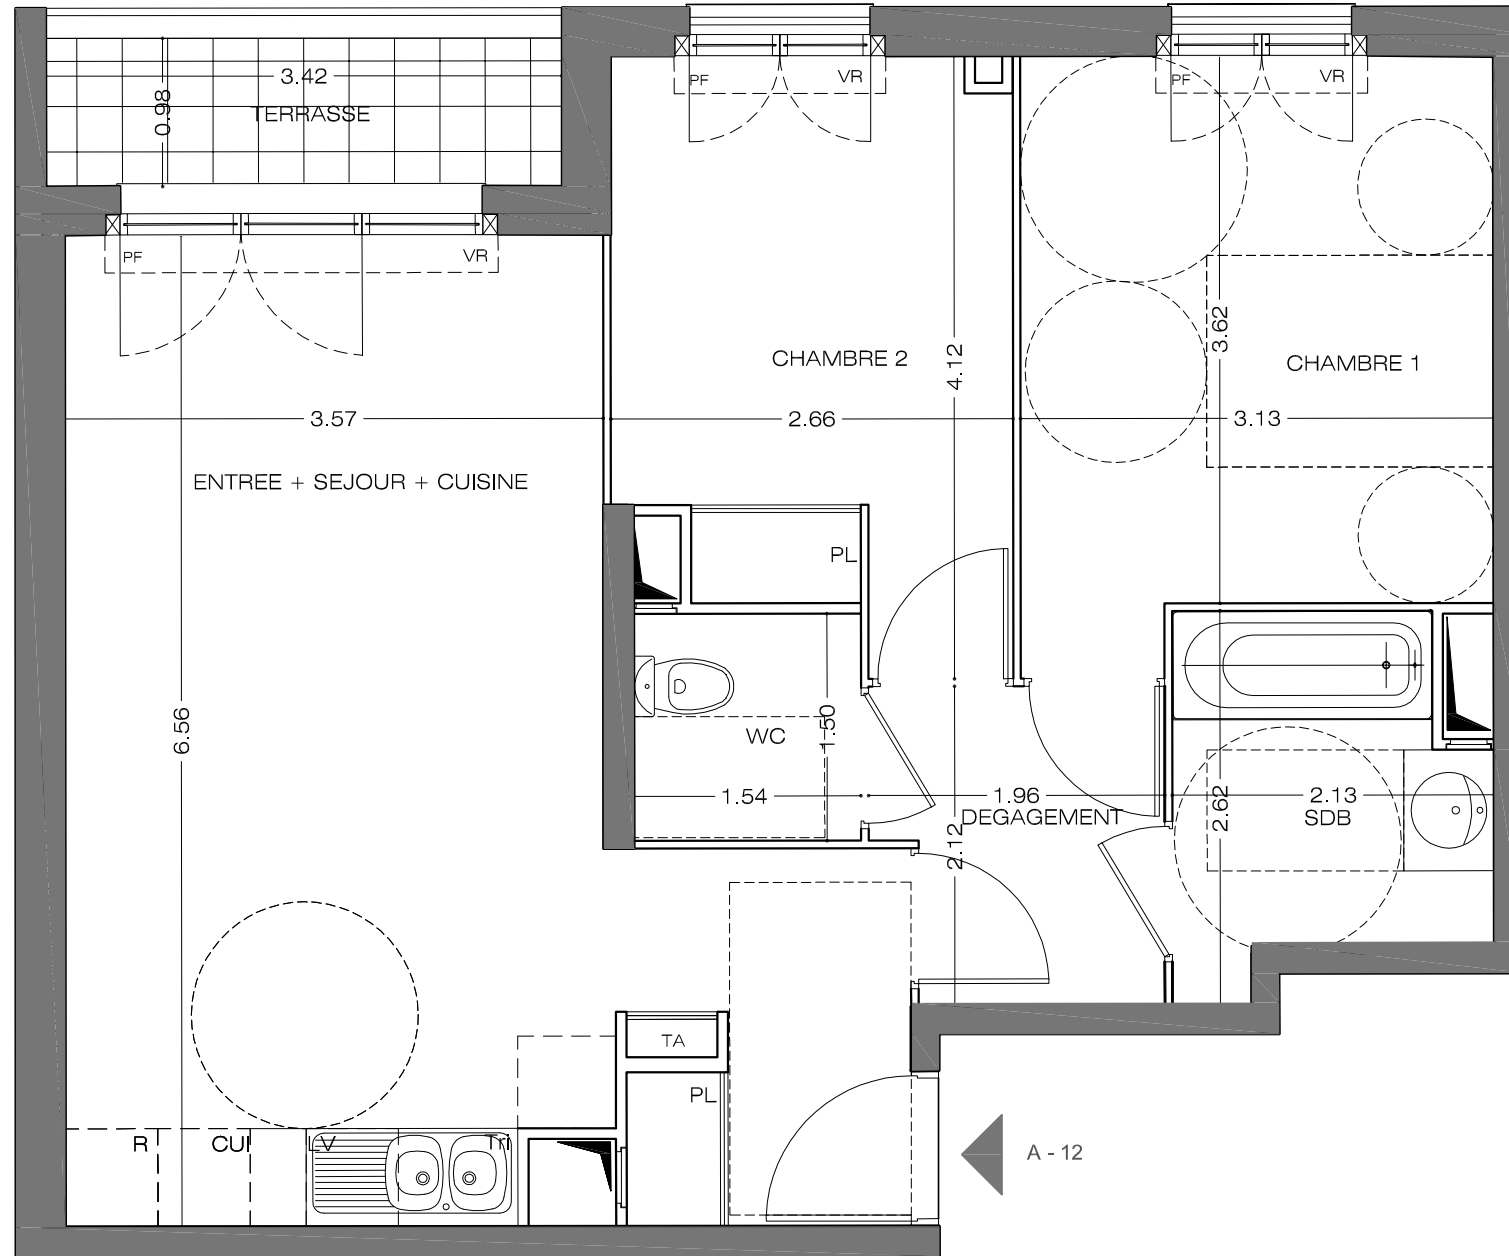 3.42
TERRASSE
0.98
PF
VR
PF
VR
PF
VR
CHAMBRE 2
4.12
3.62
CHAMBRE 1
3.57
2.66
3.13
ENTREE + SEJOUR + CUISINE
PL
6.56
WC
1.50
1.54
1.96
DEGAGEMENT
2.12
2.62
2.13
SDB
TA
PL
R
CUI
LV
Tri
A - 12